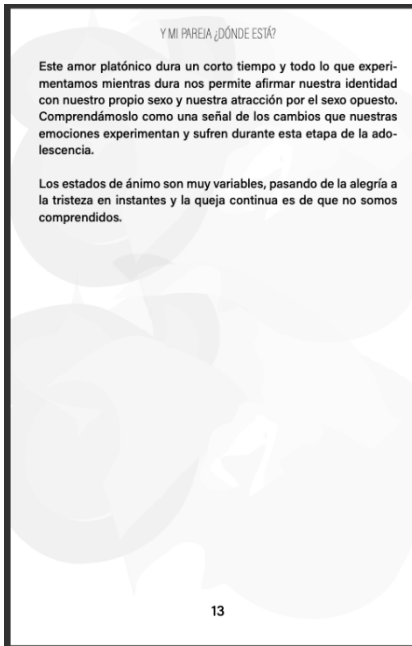 Y MI PAREJA ¿DÓNDE ESTÁ?
Este amor platónico dura un corto tiempo y todo lo que experi-
mentamos mientras dura nos permite afirmar nuestra identidad
con nuestro propio sexo y nuestra atracción por el sexo opuesto.
Comprendámoslo como una señal de los cambios que nuestras
emociones experimentan y sufren durante esta etapa de la ado-
lescencia.
Los estados de ánimo son muy variables, pasando de la alegría a
la tristeza en instantes y la queja continua es de que no somos
comprendidos.
13